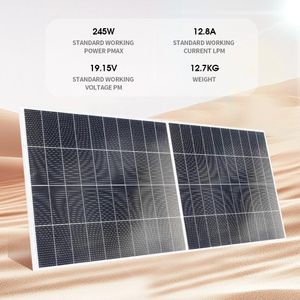 245W
STANDARD WORKING
POWER PMAX
12.8A
STANDARD WORKING
CURRENT LPM
19.15V
STANDARD WORKING
VOLTAGE PM
12.7KG
WEIGHT